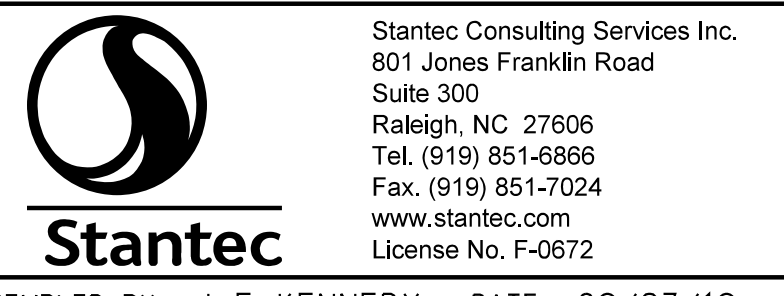 Stantec
Stantec Consulting Services Inc.
801 Jones Franklin Road
Suite 300
Raleigh, NC 27606
Tel. (919) 851-6866
Fax. (919) 851-7024
www.stantec.com
License No. F-0672